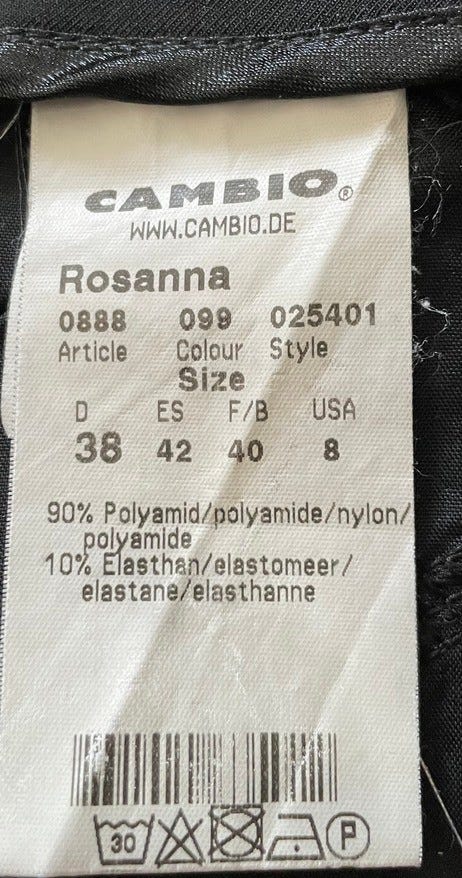 CAMBIO®
WWW.CAMBIO.DE
Rosanna
0888 099 025401
Article Colour Style
Size
D ES F/B USA
38 42 40 8
90% Polyamid/polyamide/nylon/
polyamide
10% Elasthan/elastomeer/
elastane/elasthanne
30 P